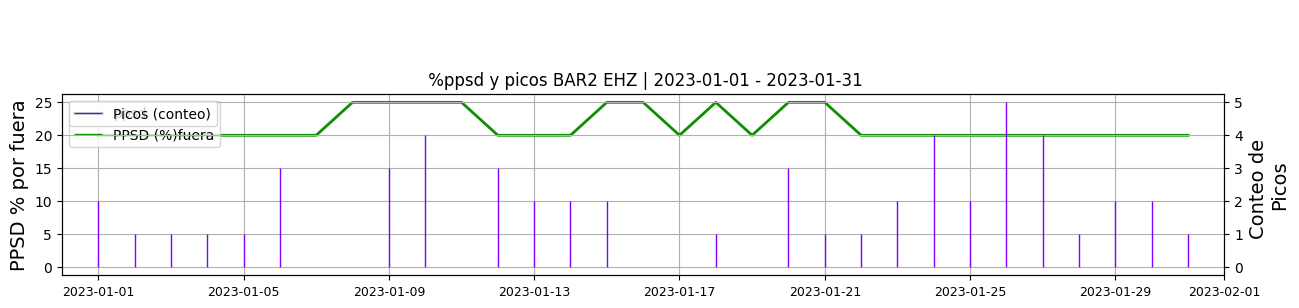 %ppsd y picos BAR2 EHZ | 2023-01-01 - 2023-01-31
PPSD % por fuera
25
20
15
10
5
0
Picos (conteo)
PPSD (%)fuera
5
4
3
2
1
0
Conteo de
Picos
2023-01-01 2023-01-05 2023-01-09 2023-01-13 2023-01-17 2023-01-21 2023-01-25 2023-01-29 2023-02-01